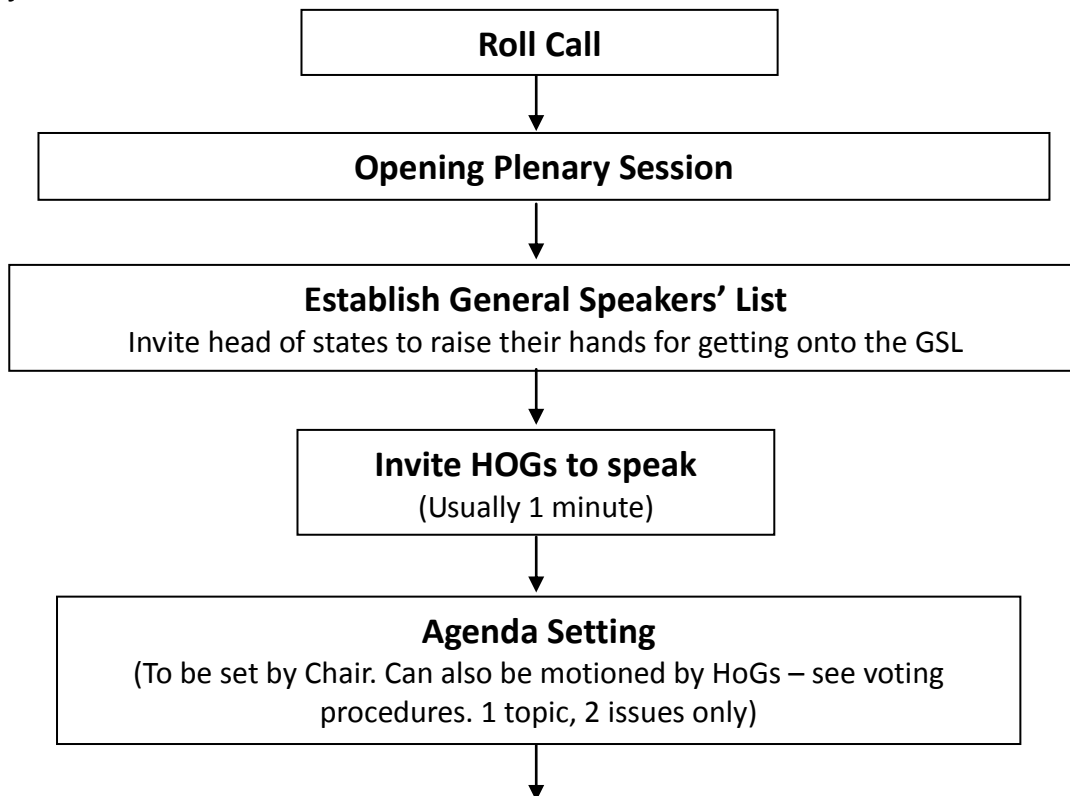 Roll Call
Opening Plenary Session
Establish General Speakers’ List
Invite head of states to raise their hands for getting onto the GSL
Invite HOGs to speak
(Usually 1 minute)
Agenda Setting
(To be set by Chair. Can also be motioned by HoGs – see voting
procedures. 1 topic, 2 issues only)